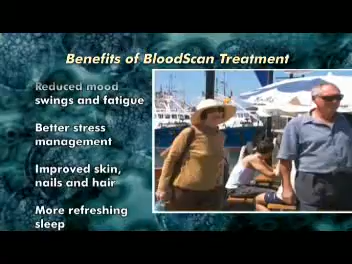 Benefits of BloodScan Treatment
Reduced mood
swings and fatigue
Better stress
management
Improved skin,
nails and hair
More refreshing
sleep